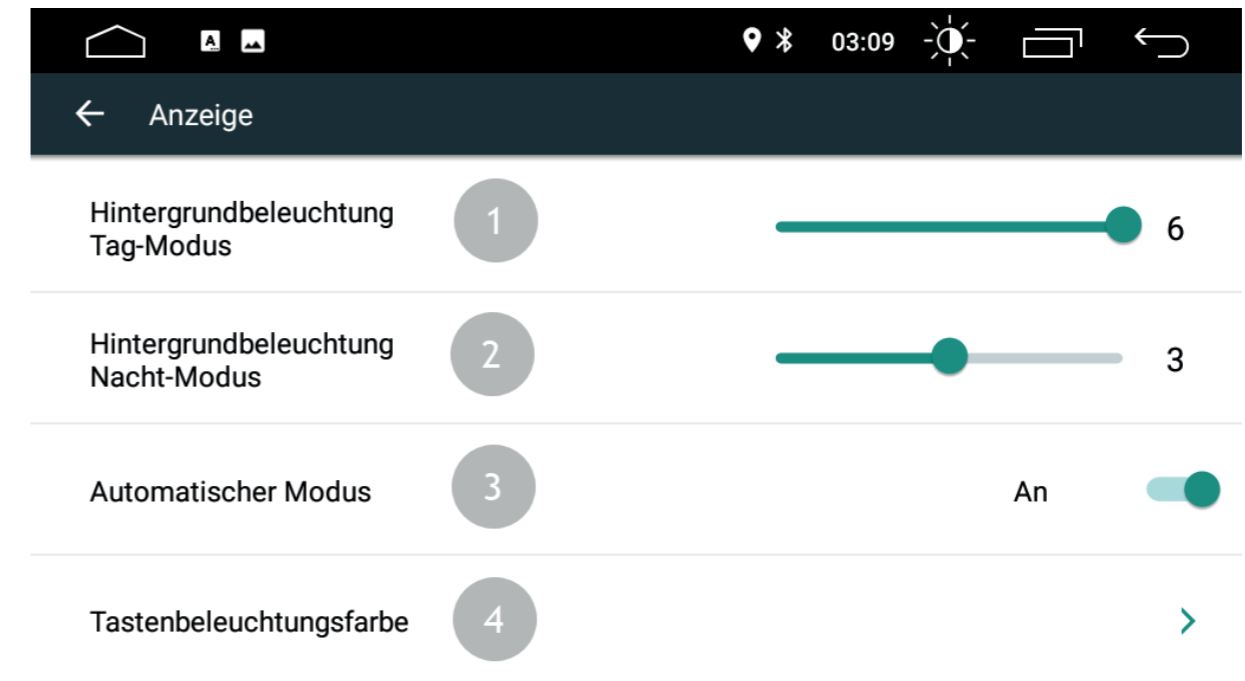 A
03:09
Anzeige
Hintergrundbeleuchtung
Tag-Modus
1
6
Hintergrundbeleuchtung
Nacht-Modus
2
3
Automatischer Modus
3
An
Tastenbeleuchtungsfarbe
4